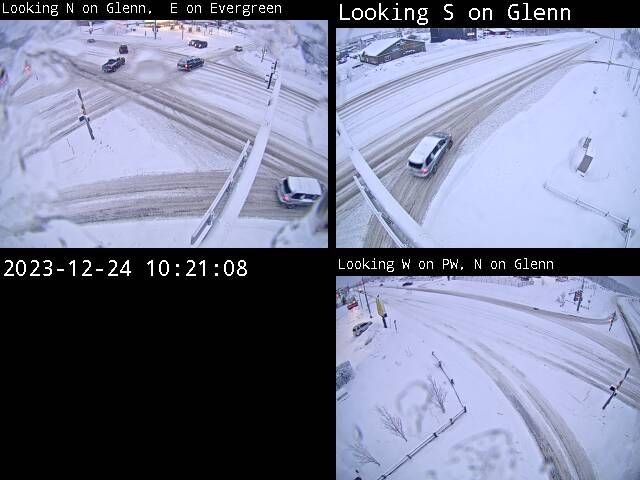 Looking N on Glenn,  E on Evergreen
Looking S on Glenn
2023-12-24 10:21:08
Looking W on PW, N on Glenn